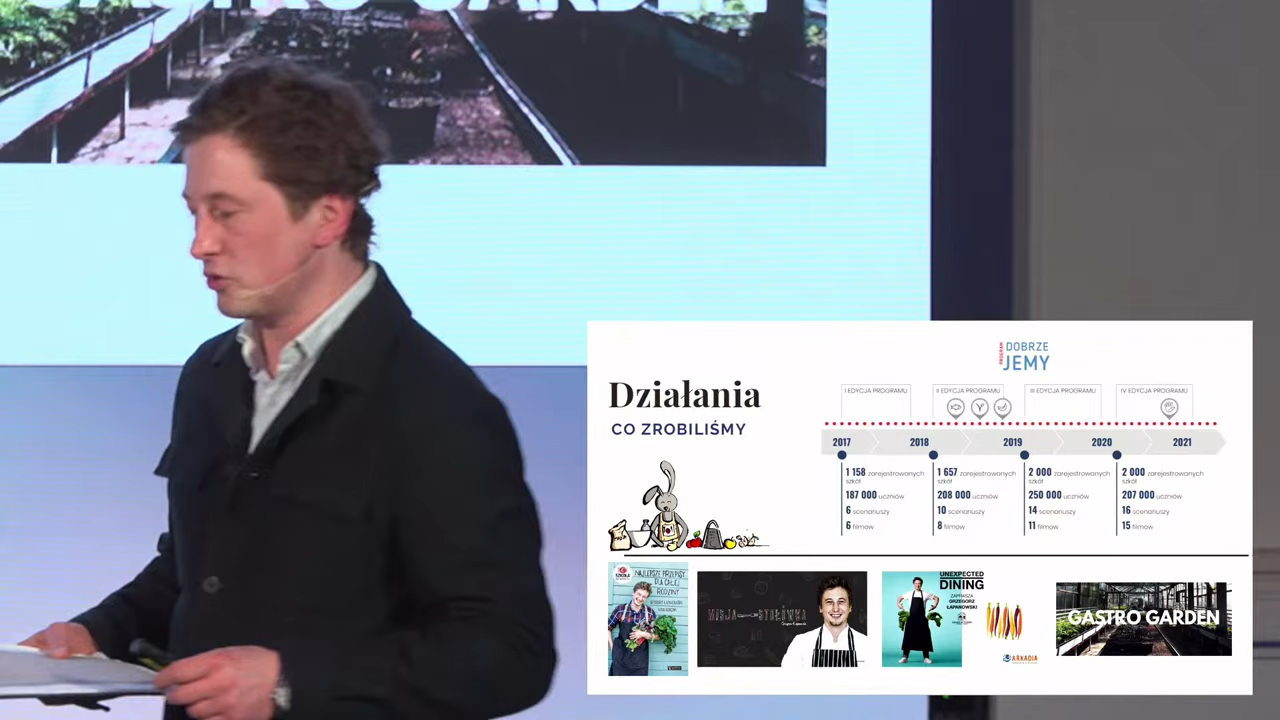 GASTRO GARDEN
PROGRAM
DOBRZE
JEMY
Działania
CO ZROBILIŚMY
I EDYCJA PROGRAMU
II EDYCJA PROGRAMU
III EDYCJA PROGRAMU
IV EDYCJA PROGRAMU
2017 2018 2019 2020 2021
1 158 zarejestrowanych
szkół
187 000 uczniów
6 scenariuszy
6 filmów
1 657 zarejestrowanych
szkół
208 000 uczniów
10 scenariuszy
8 filmów
2 000 zarejestrowanych
szkół
250 000 uczniów
14 scenariuszy
11 filmów
2 000 zarejestrowanych
szkół
207 000 uczniów
16 scenariuszy
15 filmów
NAJLEPSZE PRZEPISY
DLA CAŁEJ
RODZINY
MISJA STOŁÓWKA
UNEXPECTED
DINING
ZAPRASZA
GRZEGORZ
ŁAPANOWSKI
ARKADIA
GASTRO GARDEN